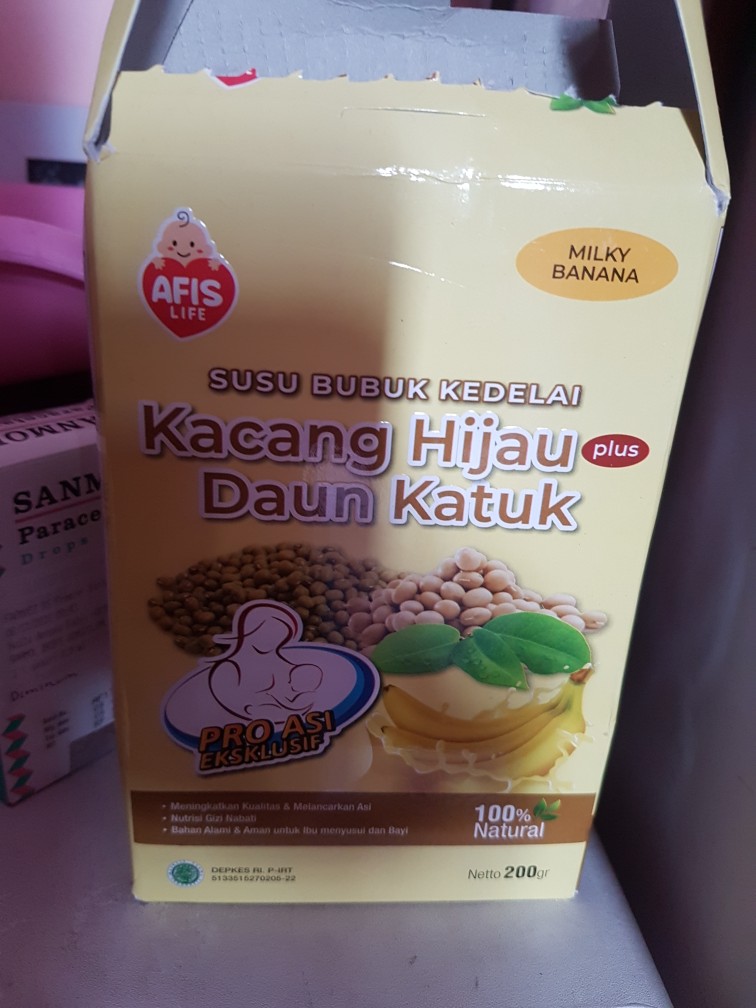 AFIS
LIFE
MILKY
BANANA
SUSU BUBUK KEDELAI
Kacang Hijau plus
Daun Katuk
PRO ASI
EKSKLUSIF
• Meningkatkan Kualitas & Melancarkan Asi
• Nutrisi Gizi Nabati
• Bahan Alami & Aman untuk Ibu menyusui dan Bayi
100%
Natural
DEPKES RI. P-IRT
5133515270205-22
Netto 200gr
SANM
Parace
Drops